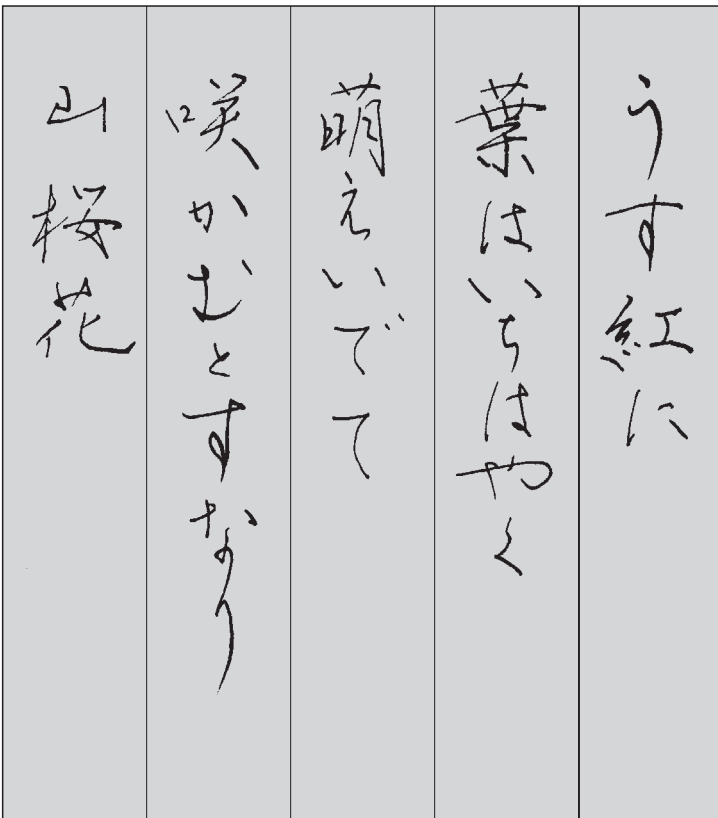 うす紅に
葉はいちはやく
萌えいでて
咲かむとすなり
山桜花